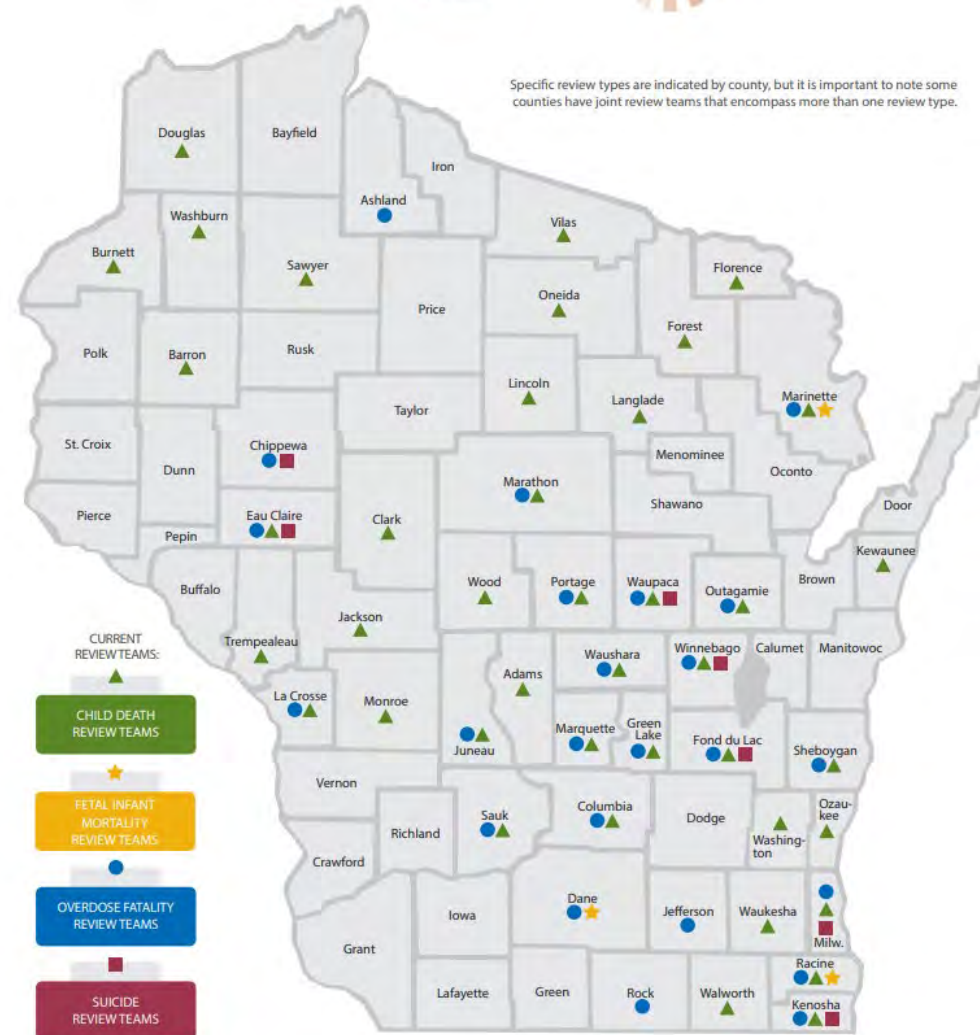 Specific review types are indicated by county, but it is important to note some
counties have joint review teams that encompass more than one review type.
Douglas
Bayfield
Iron
Ashland
Washburn
Vilas
Burnett
Sawyer
Florence
Oneida
Price
Forest
Polk
Barron
Rusk
Lincoln
Langlade
Marinette
Taylor
St. Croix
Chippewa
Menominee
Dunn
Marathon
Oconto
Shawano
Door
Pierce
Eau Claire
Clark
Pepin
Kewaunee
Buffalo
Wood
Portage
Waupaca
Outagamie
Brown
Jackson
CURRENT
REVIEW TEAMS:
Trempealeau
Waushara
Winnebago
Calumet
Manitowoc
Adams
La Crosse
Monroe
CHILD DEATH
REVIEW TEAMS
Juneau
Marquette
Green
Lake
Fond du Lac
Sheboygan
Vernon
FETAL INFANT
MORTALITY
REVIEW TEAMS
Sauk
Columbia
Dodge
Ozau-
kee
Richland
Washing-
ton
Crawford
OVERDOSE FATALITY
REVIEW TEAMS
Dane
Iowa
Jefferson
Waukesha
Grant
Milw.
Racine
SUICIDE
REVIEW TEAMS
Lafayette
Green
Rock
Walworth
Kenosha